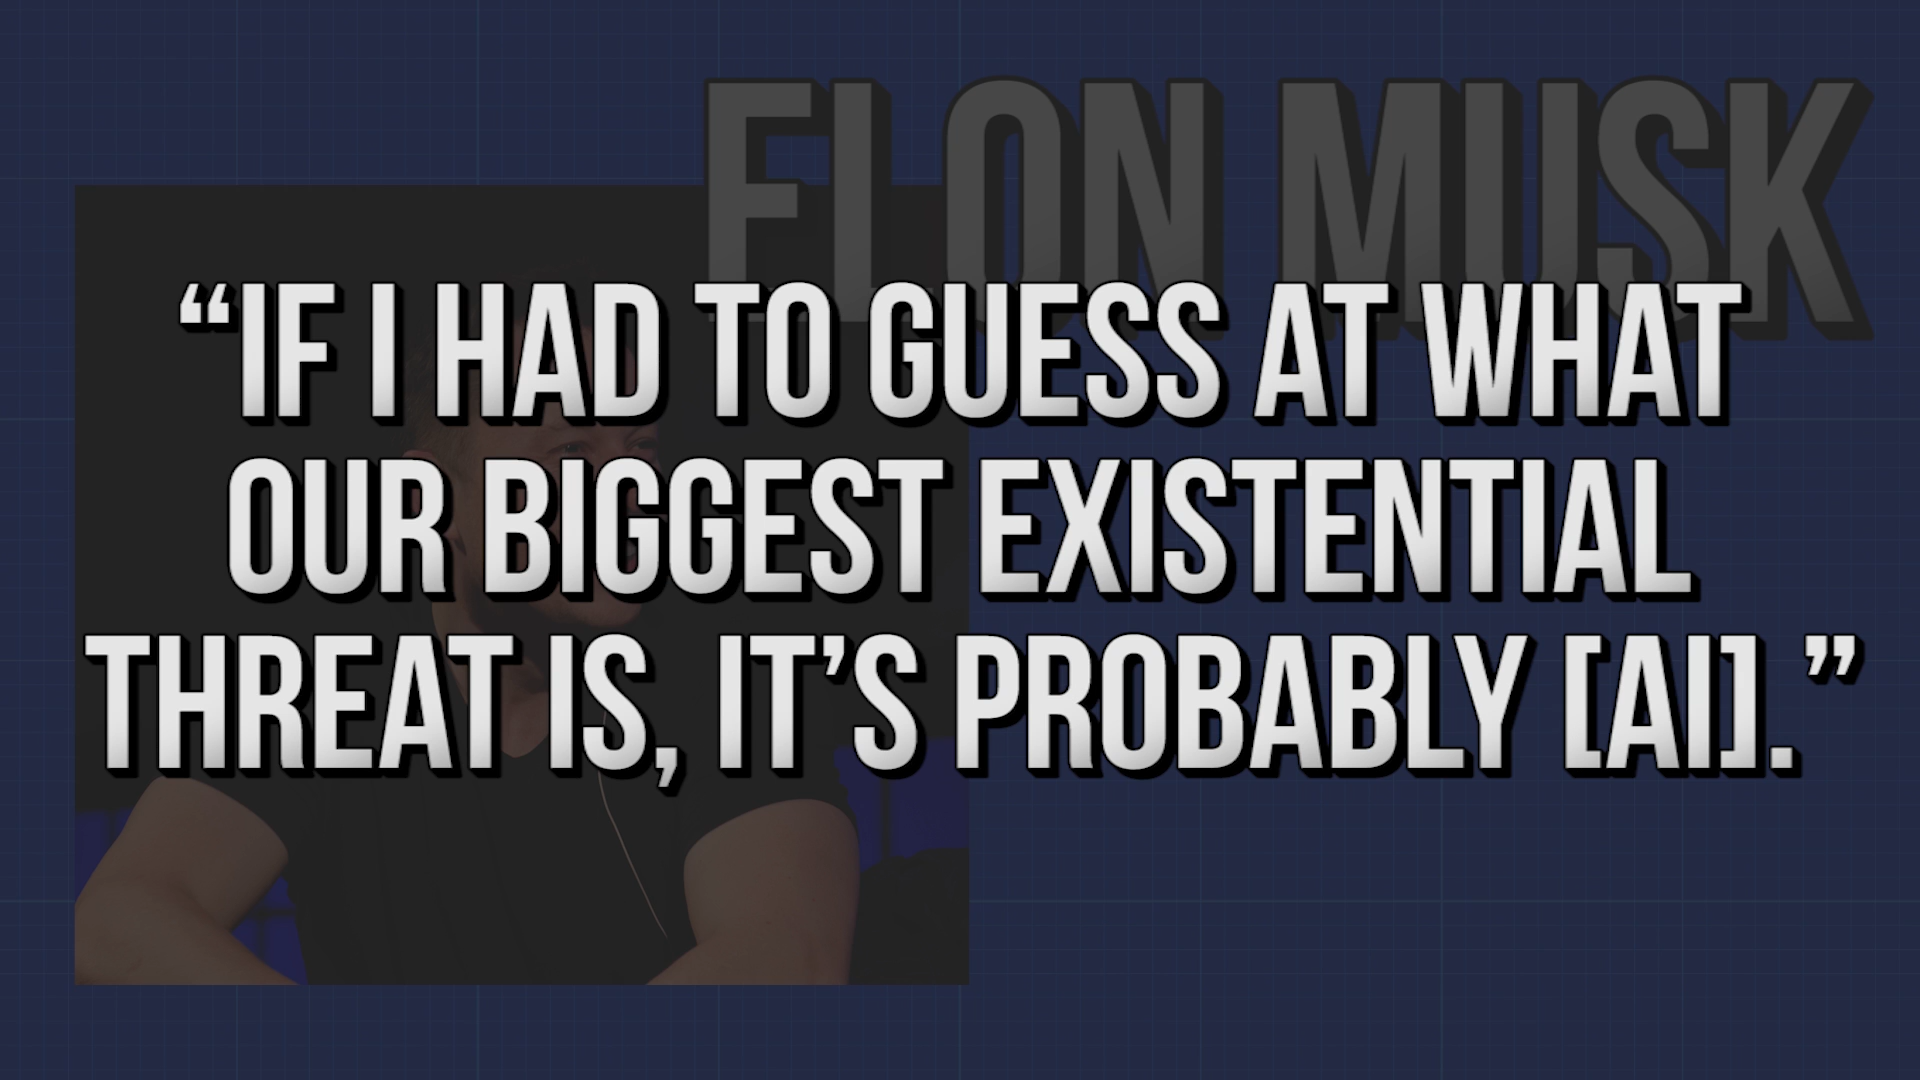 ELON MUSK
“IF I HAD TO GUESS AT WHAT
OUR BIGGEST EXISTENTIAL
THREAT IS, IT’S PROBABLY [AI].”